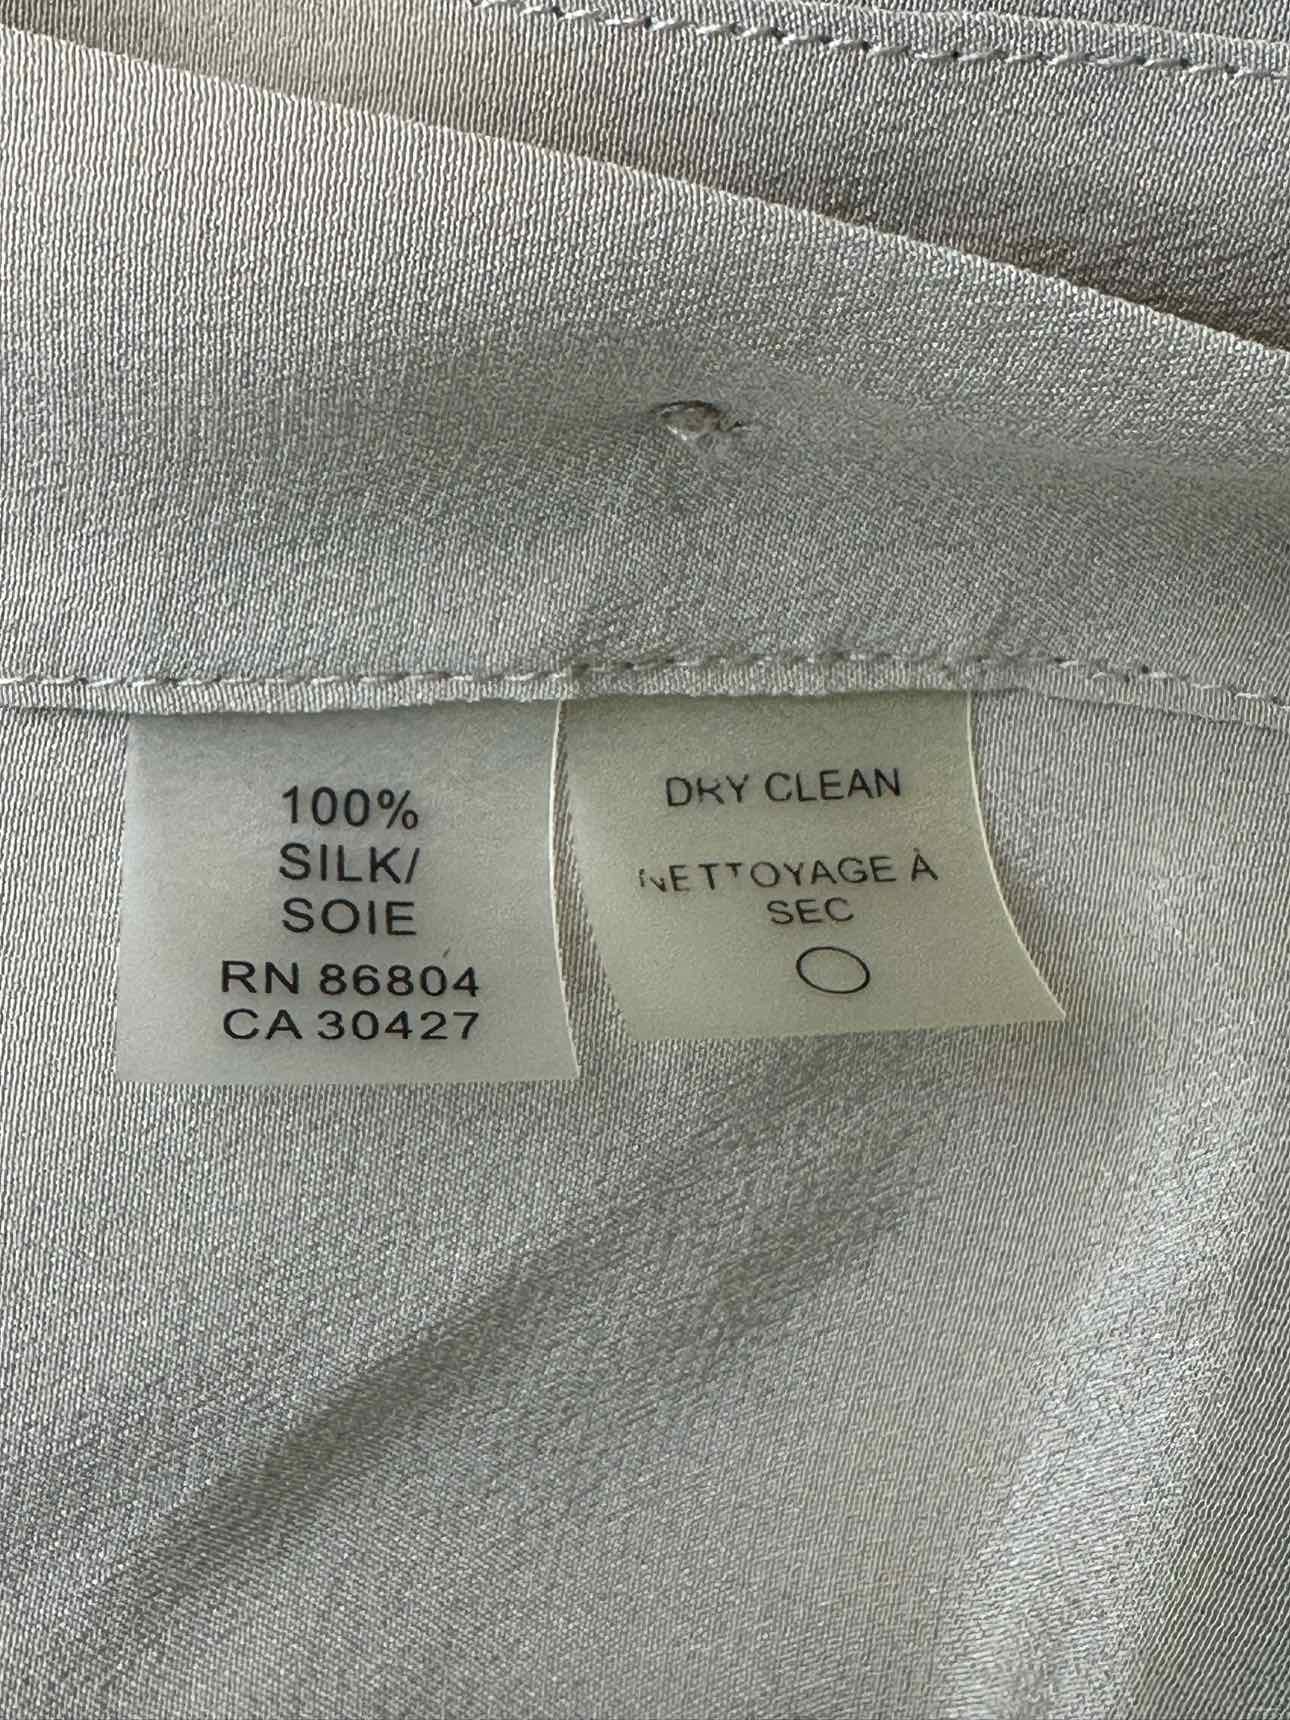 100%
SILK/
SOIE
RN 86804
CA 30427
DRY CLEAN
NETTOYAGE À
SEC